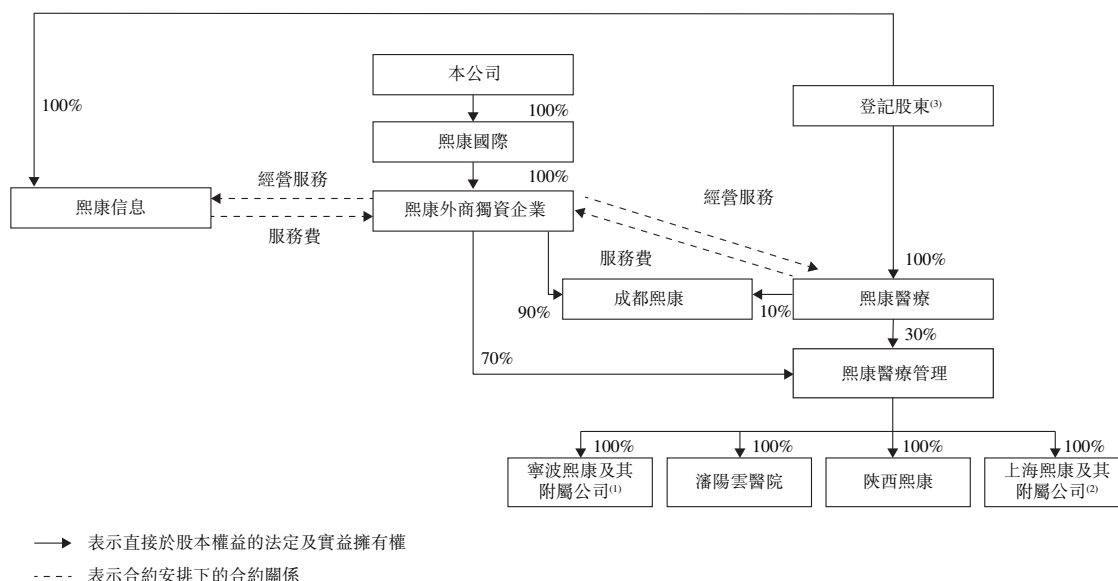 本公司
登記股東(3)
100%
100%
熙康國際
100%
經營服務
熙康信息
熙康外商獨資企業
經營服務
服務費
服務費
100%
成都熙康
熙康醫療
90%
10%
30%
70%
熙康醫療管理
100%
100%
100%
100%
寧波熙康及其
附屬公司(1)
瀋陽雲醫院
陝西熙康
上海熙康及其
附屬公司(2)
表示直接於股本權益的法定及實益擁有權
表示合約安排下的合約關係